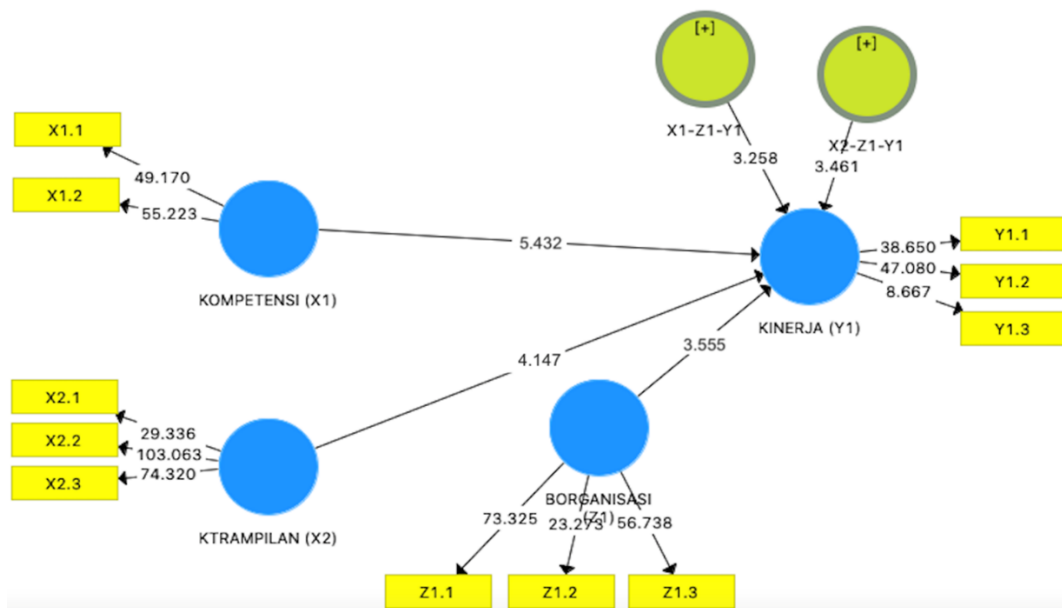 [+]
[+]
X1-Z1-Y1
X2-Z1-Y1
3.258
3.461
X1.1
X1.2
49.170
55.223
KOMPETENSI (X1)
5.432
KINERJA (Y1)
38.650
47.080
8.667
Y1.1
Y1.2
Y1.3
4.147
3.555
X2.1
X2.2
X2.3
29.336
103.063
74.320
KTRAMPILAN (X2)
BORGANISASI
(Z1)
73.325
23.273
56.738
Z1.1
Z1.2
Z1.3